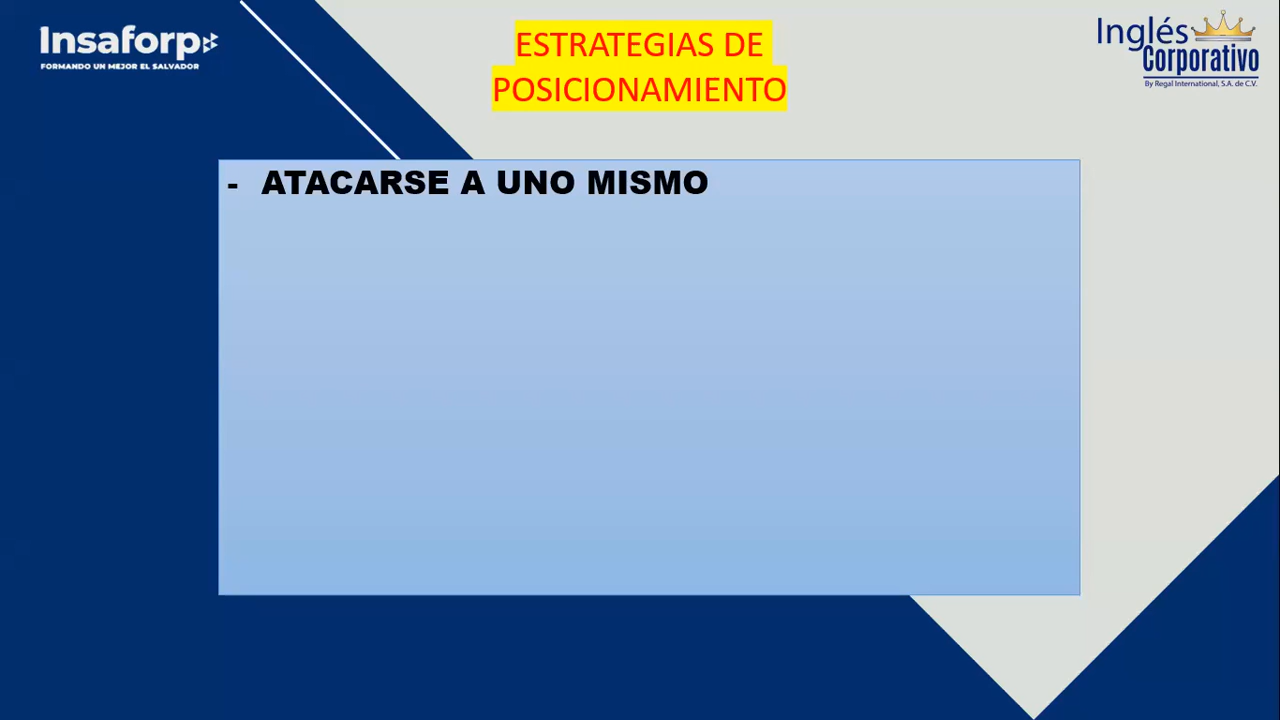 Insaforp
FORMANDO UN MEJOR EL SALVADOR
ESTRATEGIAS DE
POSICIONAMIENTO
Inglés
Corporativo
By Regal International, S.A. de C.V.
- ATACARSE A UNO MISMO